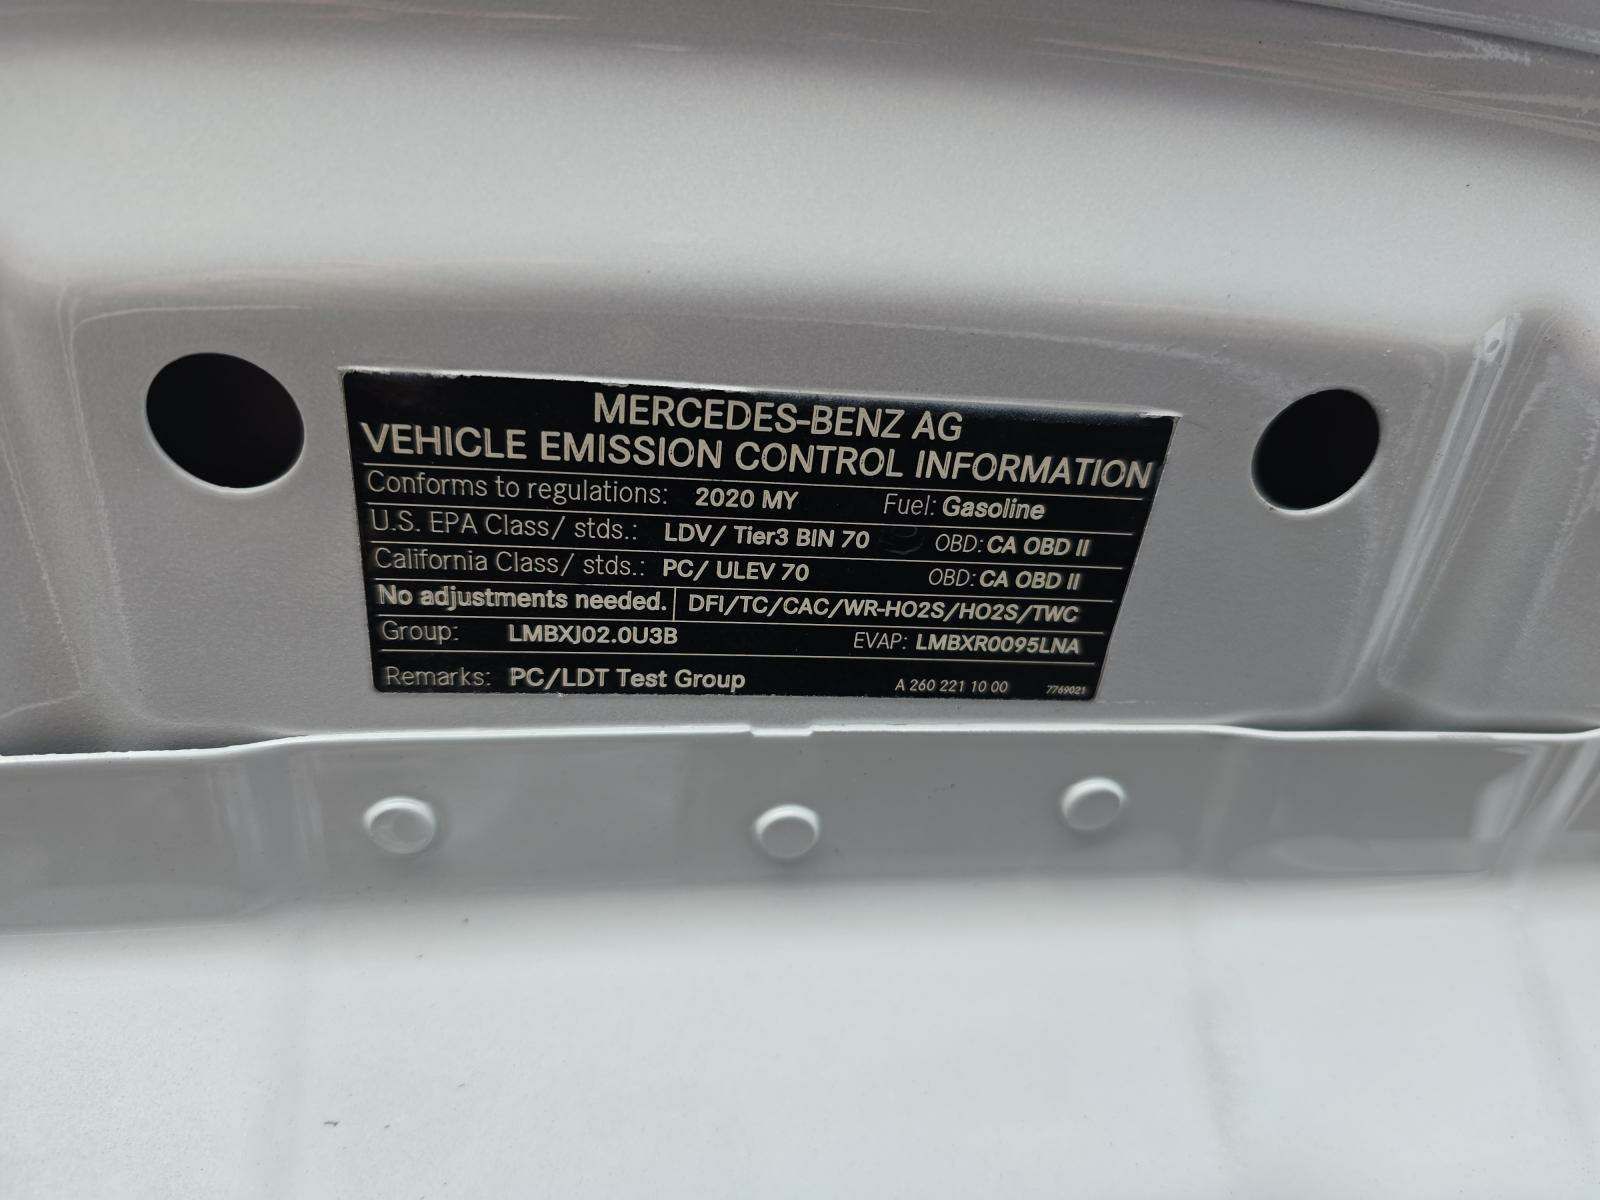 MERCEDES-BENZ AG
VEHICLE EMISSION CONTROL INFORMATION
Conforms to regulations: 2020 MY Fuel: Gasoline
U.S. EPA Class/ stds.: LDV/ Tier3 BIN 70 OBD: CA OBD II
California Class/ stds.: PC/ ULEV 70 OBD: CA OBD II
No adjustments needed. DFI/TC/CAC/WR-HO2S/HO2S/TWC
Group: LMBXJ02.0U3B EVAP: LMBXR0095LNA
Remarks: PC/LDT Test Group A 260 221 10 00 7769021